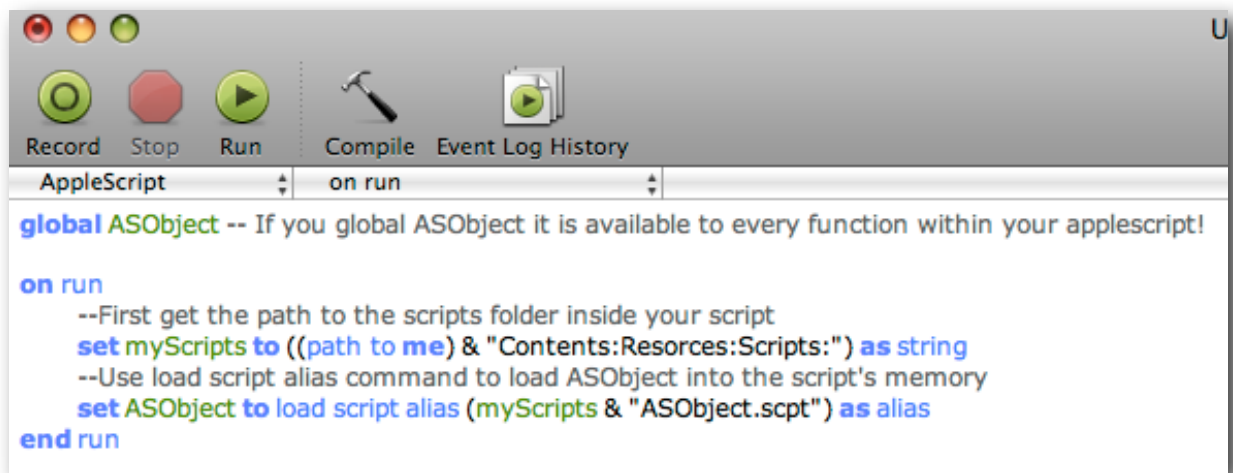 U
Record Stop Run Compile Event Log History
AppleScript on run
global ASObject -- If you global ASObject it is available to every function within your applescript!
on run
--First get the path to the scripts folder inside your script
set myScripts to ((path to me) & "Contents:Resorces:Scripts:") as string
--Use load script alias command to load ASObject into the script's memory
set ASObject to load script alias (myScripts & "ASObject.scpt") as alias
end run